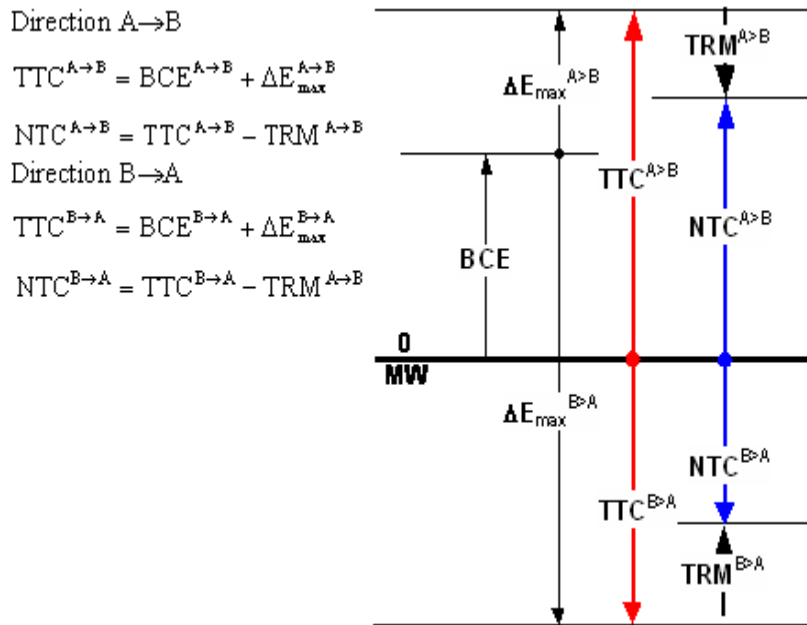 Direction A→B
TTC^A→B = BCE^A→B + ΔE_max^A→B
NTC^A→B = TTC^A→B − TRM^A→B
Direction B→A
TTC^B→A = BCE^B→A + ΔE_max^B→A
NTC^B→A = TTC^B→A − TRM^A→B
TRM^A>B
ΔE_max^A>B
TTC^A>B
NTC^A>B
BCE
0
MW
ΔE_max^B>A
NTC^B>A
TTC^B>A
TRM^B>A